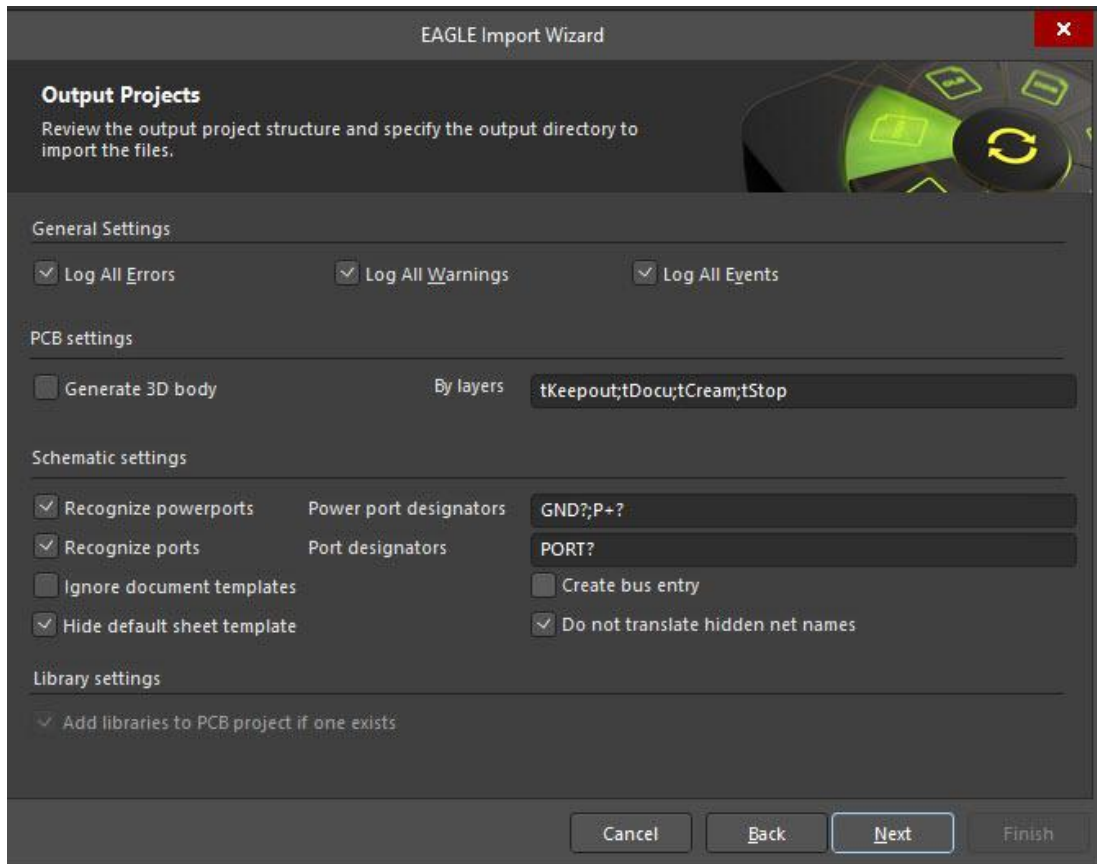 EAGLE Import Wizard
Output Projects
Review the output project structure and specify the output directory to
import the files.
General Settings
Log All Errors
Log All Warnings
Log All Events
PCB settings
Generate 3D body
By layers
tKeepout;tDocu;tCream;tStop
Schematic settings
Recognize powerports
Power port designators
GND?;P+?
Recognize ports
Port designators
PORT?
Ignore document templates
Create bus entry
Hide default sheet template
Do not translate hidden net names
Library settings
Add libraries to PCB project if one exists
Cancel
Back
Next
Finish